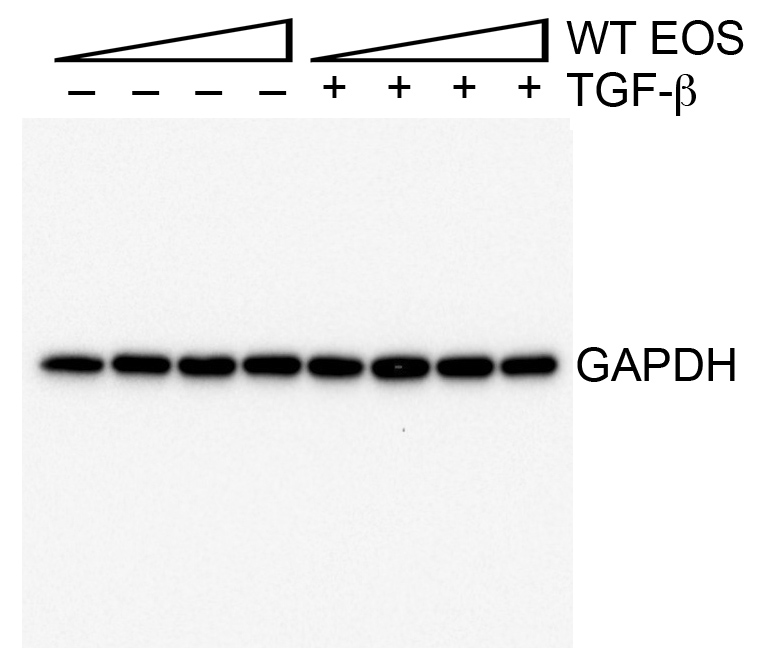 WT EOS
− − − − + + + + TGF-β
GAPDH